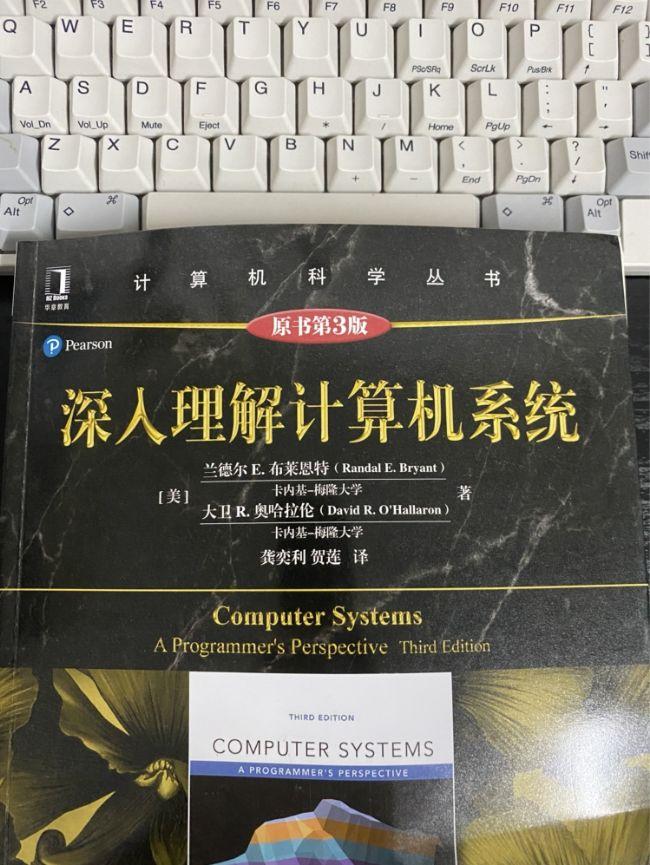 F2 F3 F4 F5 F6 F7 F8 F9 F10 F11 F12
Q W E R T Y U I O P { [ } ]
PSc/SRq ScrLk Pus/Brk ↑
A S D F G H J K L : ; " '
Vol_Dn Vol_Up Mute Eject * / Home PgUp ← →
Z X C V B N M < , > . ? / Shift
+ - End PgDn ↓
Opt Alt ◇ ⌘ ◇ ⌘ Opt Alt
HZ Books
华章教育
计算机科学丛书
Pearson
原书第3版
深入理解计算机系统
[美]
兰德尔 E. 布莱恩特（Randal E. Bryant）
卡内基-梅隆大学
大卫 R. 奥哈拉伦（David R. O'Hallaron）
卡内基-梅隆大学
著
龚奕利 贺莲 译
Computer Systems
A Programmer's Perspective Third Edition
THIRD EDITION
COMPUTER SYSTEMS
A PROGRAMMER'S PERSPECTIVE